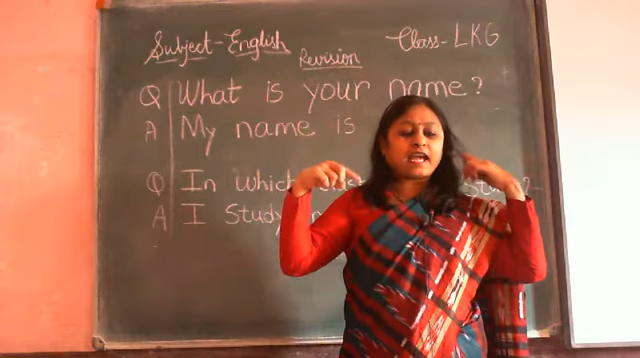 Subject-English
Class-LKG
Revision
Q What is your name?
A My name is
Q In which
A I study